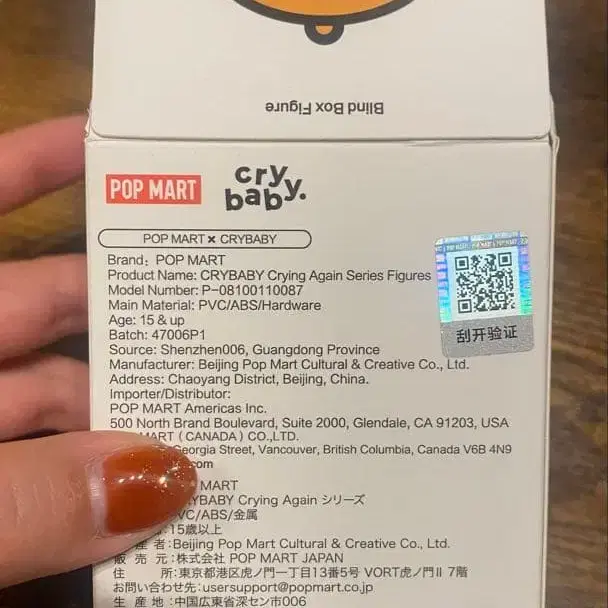 Blind Box Figure
POP MART
cry
baby.
POP MART × CRYBABY
Brand: POP MART
Product Name: CRYBABY Crying Again Series Figures
Model Number: P-08100110087
Main Material: PVC/ABS/Hardware
Age: 15 & up
Batch: 47006P1
Source: Shenzhen006, Guangdong Province
Manufacturer: Beijing Pop Mart Cultural & Creative Co., Ltd.
Address: Chaoyang District, Beijing, China.
Importer/Distributor:
POP MART Americas Inc.
500 North Brand Boulevard, Suite 2000, Glendale, CA 91203, USA
MART (CANADA) CO.,LTD.
Georgia Street, Vancouver, British Columbia, Canada V6B 4N9
刮开验证
MART
Crying Again シリーズ
/ABS/金属
15歳以上
産 者:Beijing Pop Mart Cultural & Creative Co., Ltd.
販 売 元:株式会社 POP MART JAPAN
住 所:東京都港区虎ノ門一丁目13番5号 VORT虎ノ門II 7階
お問い合わせ先:usersupport@popmart.co.jp
生 産 地:中国広東省深セン市006